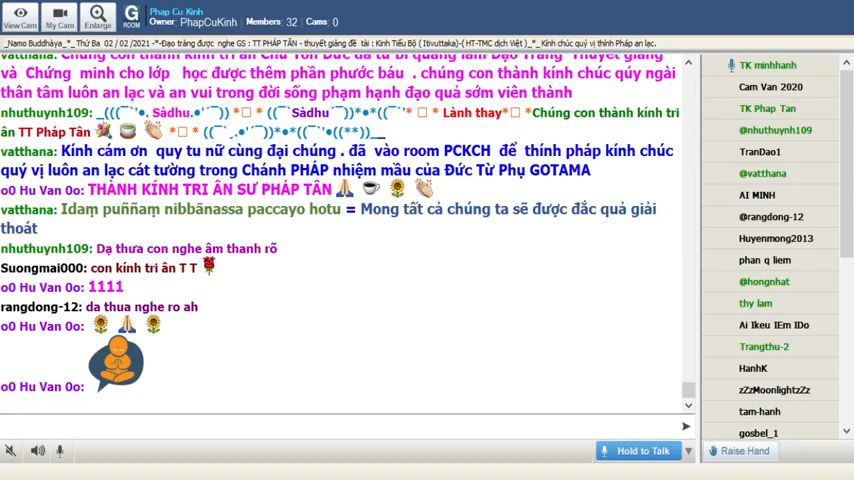 View Cam
My Cam
Enlarge
G
ROOM
Phap Cu Kinh
Owner: PhapCuKinh Members: 32 Cams: 0
_Namo Buddhàya_*_ Thứ Ba 02 / 02 /2021 -*-Đạo tràng được nghe GS : TT PHÁP TÂN - thuyết giảng đề tài : Kinh Tiểu Bộ ( Itivuttaka)-( HT-TMC dịch Việt )_*_ Kính chúc quý vị thính Pháp an lạc.
và Chứng minh cho lớp học được thêm phần phước báu . chúng con thành kính chúc qúy ngài
thân tâm luôn an lạc và an vui trong đời sống phạm hạnh đạo quả sớm viên thành
nhuthuynh109: _(((¯`'•. Sàdhu.•'´¯)) *□ * ((¯`Sàdhu´¯))*•*((¯`'* □ * Lành thay*□ *Chúng con thành kính tri
ân TT Pháp Tân *□ * ((¯`¸.•'´¯))•*((¯`'•((**))__
vatthana: Kính cám ơn quy tu nữ cùng đại chúng . đã vào room PCKCH để thính pháp kính chúc
quý vị luôn an lạc cát tường trong Chánh PHÁP nhiệm mầu của Đức Từ Phụ GOTAMA
o0 Hu Van 0o: THÀNH KÍNH TRI ÂN SƯ PHÁP TÂN
vatthana: Idaṃ puññaṃ nibbānassa paccayo hotu = Mong tất cả chúng ta sẽ được đắc quả giải
thoát
nhuthuynh109: Dạ thưa con nghe âm thanh rõ
Suongmai000: con kính tri ân T T
o0 Hu Van 0o: 1111
rangdong-12: da thua nghe ro ah
o0 Hu Van 0o:
o0 Hu Van 0o:
TK minhhanh
Cam Van 2020
TK Phap Tan
@nhuthuynh109
TranDao1
@vatthana
AI MINH
@rangdong-12
Huyenmong2013
phan q liem
@hongnhat
thy lam
Ai Ikeu IEm IDo
Trangthu-2
HanhK
zZzMoonlightzZz
tam-hanh
gosbel_1
Hold to Talk
Raise Hand